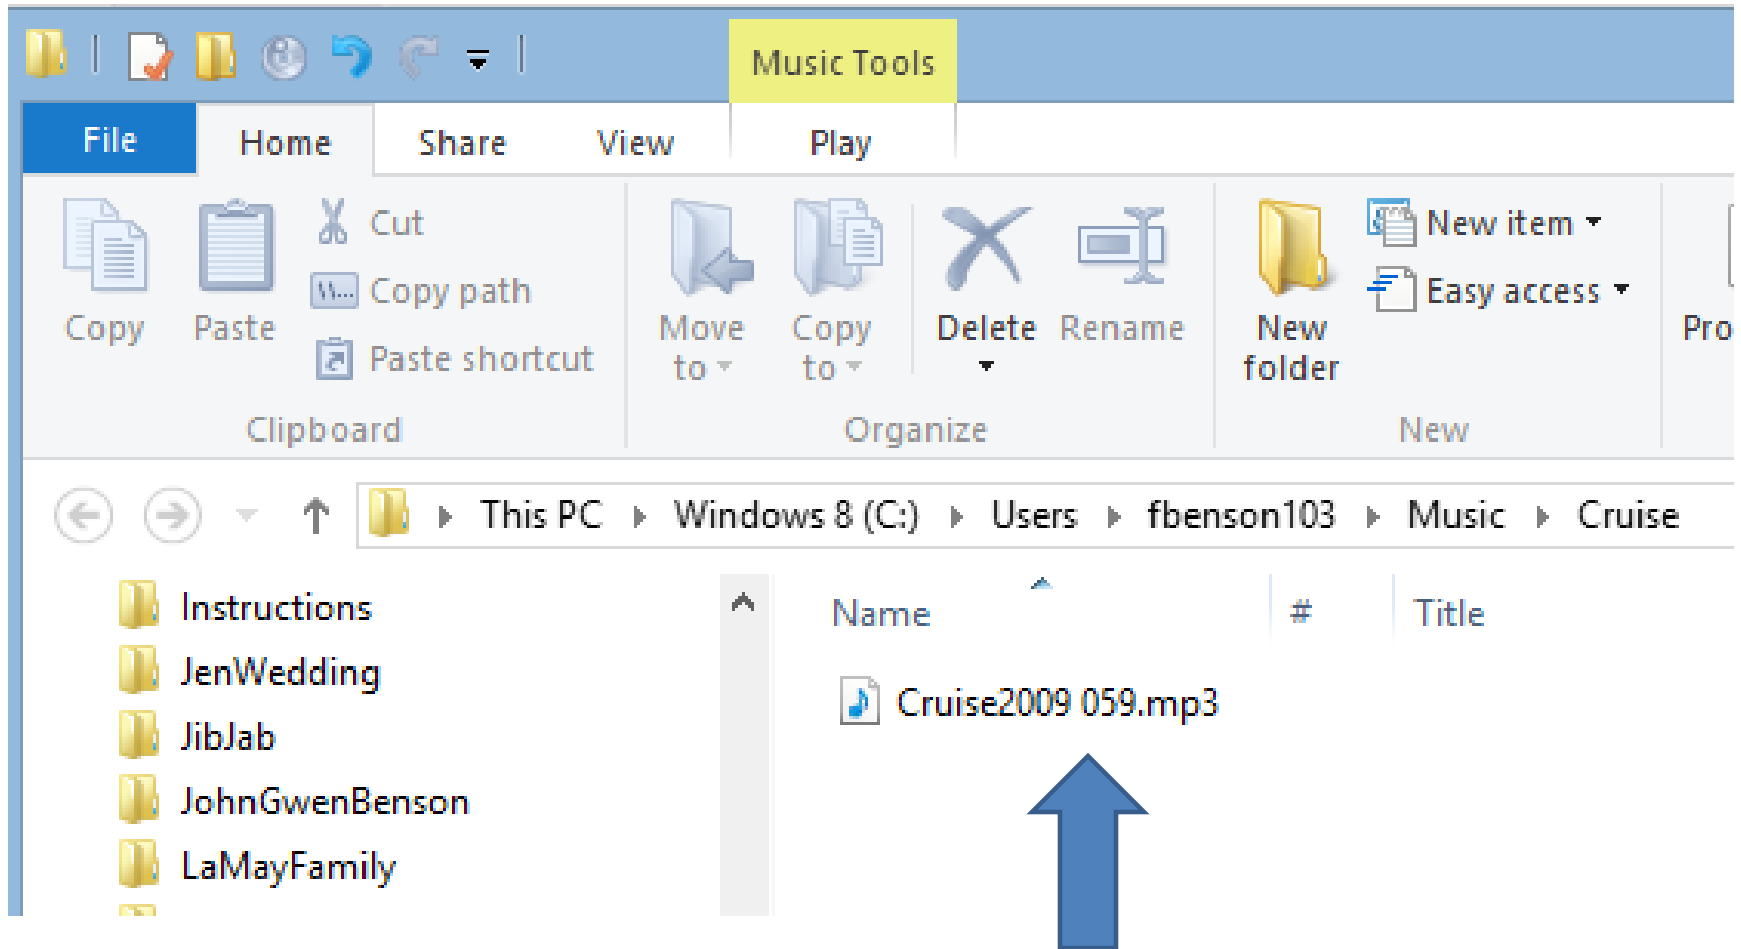 Music Tools
File Home Share View Play
Copy Paste Cut Copy path Paste shortcut
Move to Copy to Delete Rename
New folder New item Easy access
Pro
Clipboard Organize New
This PC Windows 8 (C:) Users fbenson103 Music Cruise
Name # Title
Instructions
JenWedding
JibJab
JohnGwenBenson
LaMayFamily
Cruise2009 059.mp3